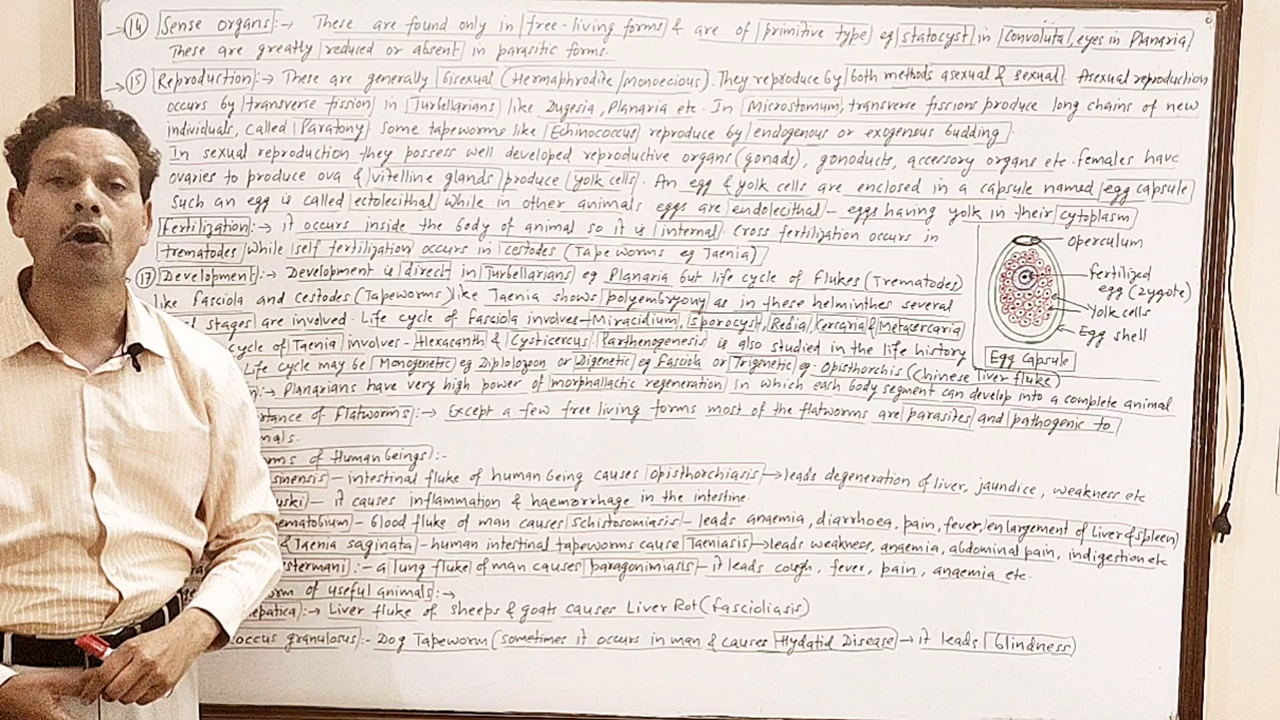 (14) Sense organs:→ These are found only in free-living forms & are of primitive type eg statocyst in Convoluta, eyes in Planaria
These are greatly reduced or absent in parasitic forms.
(15) Reproduction:→ These are generally bisexual (Hermaphrodite/monoecious). They reproduce by both methods asexual & sexual. Asexual reproduction
occurs by transverse fission in Turbellarians like Dugesia, Planaria etc. In Microstomum, transverse fissions produce long chains of new
individuals, called Paratony some tapeworms like Echinococcus reproduce by endogenous or exogenous budding.
In sexual reproduction they possess well developed reproductive organs (gonads), gonoducts, accessory organs etc. females have
ovaries to produce ova & vitelline glands produce yolk cells. An egg & yolk cells are enclosed in a capsule named egg capsule
Such an egg is called ectolecithal while in other animals eggs are endolecithal – eggs having yolk in their cytoplasm
Fertilization:→ it occurs inside the body of animal so it is internal. Cross fertilization occurs in
trematodes while self fertilization occurs in cestodes (Tape worms eg Taenia)
(17) Development:→ Development is direct in Turbellarians eg Planaria but life cycle of Flukes (Trematodes)
like fasciola and cestodes (Tapeworms) like Taenia shows polyembryony as in these helminthes several
stages are involved. Life cycle of fasciola involves – Miracidium, Sporocyst, Redia, Kercaria & Metacercaria
cycle of Taenia involves - Hexacanth & Cysticercus. Parthenogenesis is also studied in the life history
Life cycle may be Monogenetic eg Diplolozoon or Digenetic eg Fasciola or Trigenetic eg. Opisthorchis (Chinese liver fluke)
:→ Planarians have very high power of morphallactic regeneration in which each body segment can develop into a complete animal
tance of Flatworms:→ Except a few free living forms most of the flatworms are parasites and pathogenic to
mals.
rms of Human beings:-
smensis – intestinal fluke of human being causes opisthorchiasis → leads degeneration of liver, jaundice, weakness etc
uski – it causes inflammation & haemorrhage in the intestine.
ematobium – blood fluke of man causes schistosomiasis – leads anaemia, diarrhoea, pain, fever, enlargement of Liver & spleen)
& Taenia saginata – human intestinal tapeworms cause Taeniasis → leads weakness, anaemia, abdominal pain, indigestion etc
stermani:- a lung fluke of man causes paragonimiasis – it leads cough, fever, pain, anaemia etc.
orm of useful animals:→
epatica):→ Liver fluke of sheeps & goats causes Liver Rot (fascioliasis)
occus granulosus:- Dog Tapeworm (sometimes it occurs in man & causes Hydatid Disease → it leads blindness)
operculum
fertilized
egg (zygote)
Yolk cells
Egg shell
Egg Capsule